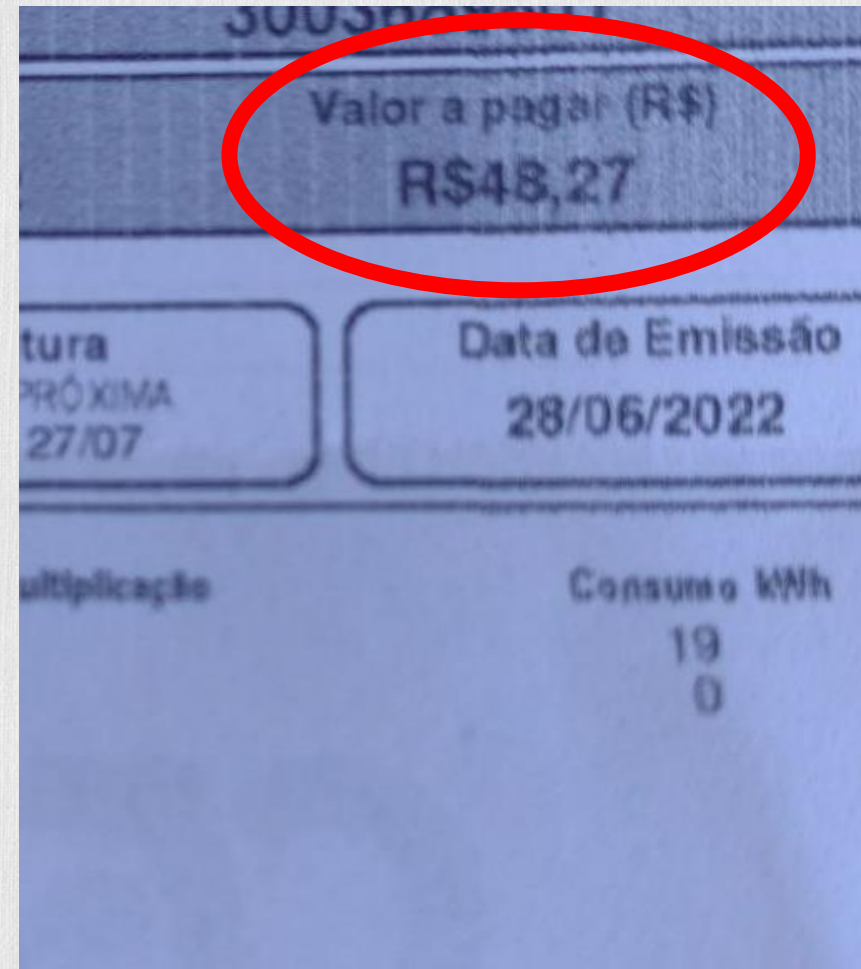 Valor a pagar (R$)
R$48,27
tura
PRÓXIMA
27/07
Data de Emissão
28/06/2022
ultiplicação
Consumo kWh
19
0